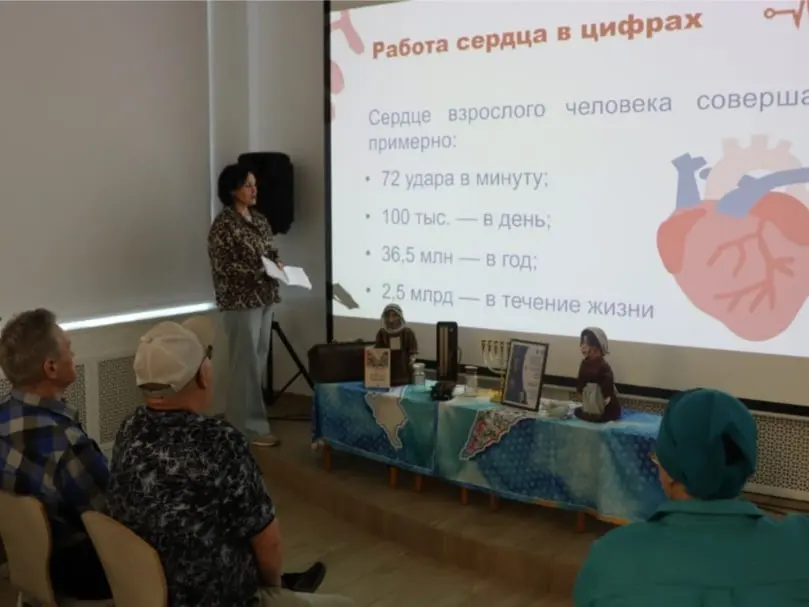 Работа сердца в цифрах
Сердце взрослого человека соверша
примерно:
• 72 удара в минуту;
• 100 тыс. — в день;
• 36,5 млн — в год;
• 2,5 млрд — в течение жизни